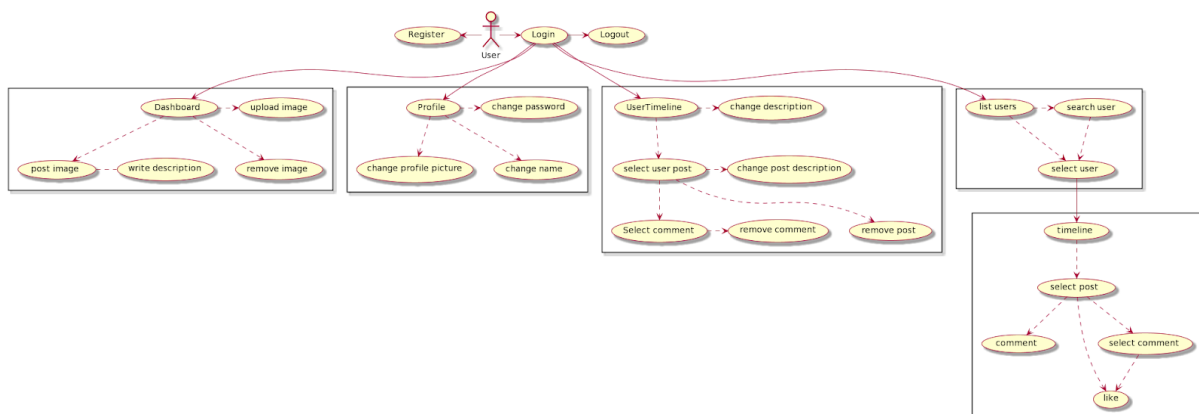 Register
Login
Logout
User
Dashboard
upload image
post image
write description
remove image
Profile
change password
change profile picture
change name
UserTimeline
change description
select user post
change post description
Select comment
remove comment
remove post
list users
search user
select user
timeline
select post
comment
select comment
like